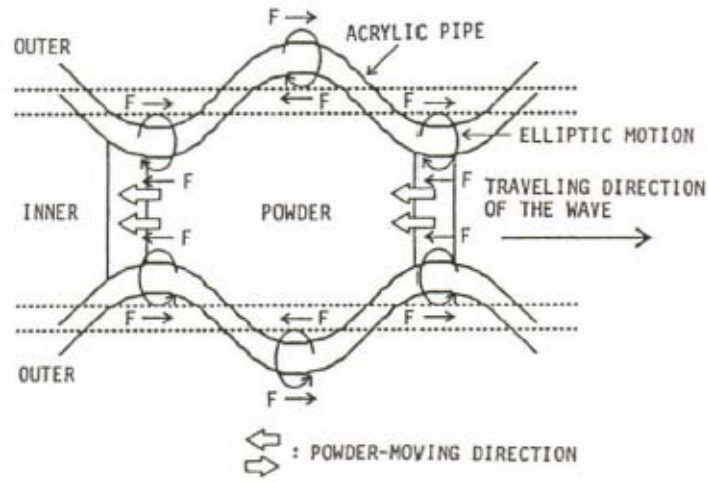 F →
OUTER
ACRYLIC PIPE
F →
← F
F →
ELLIPTIC MOTION
← F
← F
INNER
POWDER
TRAVELING DIRECTION
OF THE WAVE
← F
← F
F →
← F
F →
OUTER
F →
: POWDER-MOVING DIRECTION